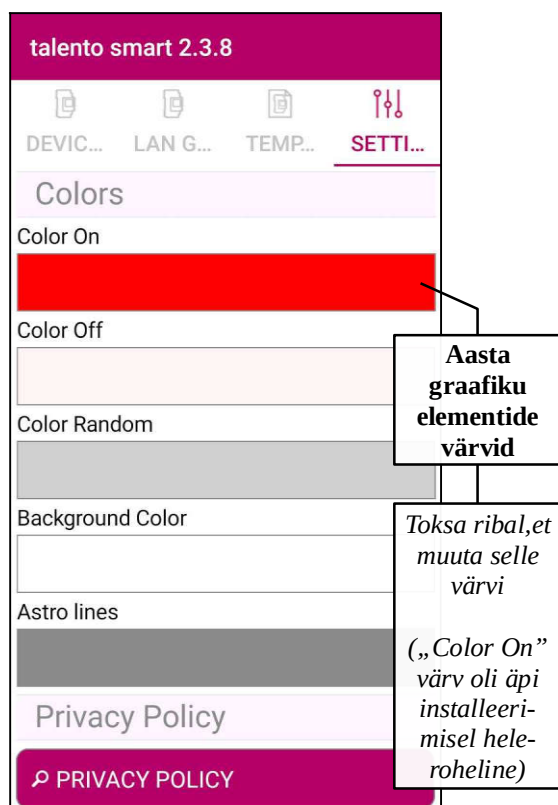 talento smart 2.3.8
DEVIC... LAN G... TEMP... SETTI...
Colors
Color On
Color Off
Color Random
Background Color
Astro lines
Privacy Policy
PRIVACY POLICY
Aasta
graafiku
elementide
värvid
Toksa ribal,et
muuta selle
värvi
(„Color On”
värv oli äpi
installeeri-
misel hele-
roheline)